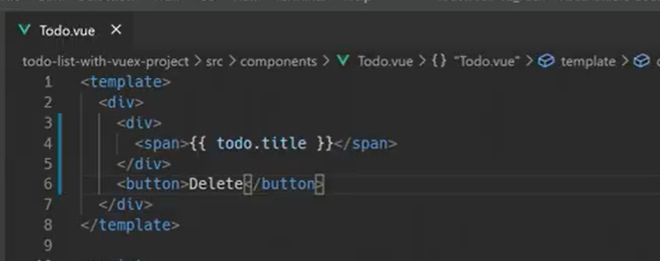 Todo.vue
todo-list-with-vuex-project > src > components > Todo.vue > {} "Todo.vue" > template >
1 <template>
2 <div>
3 <div>
4 <span>{{ todo.title }}</span>
5 </div>
6 <button>Delete</button>
7 </div>
8 </template>
9